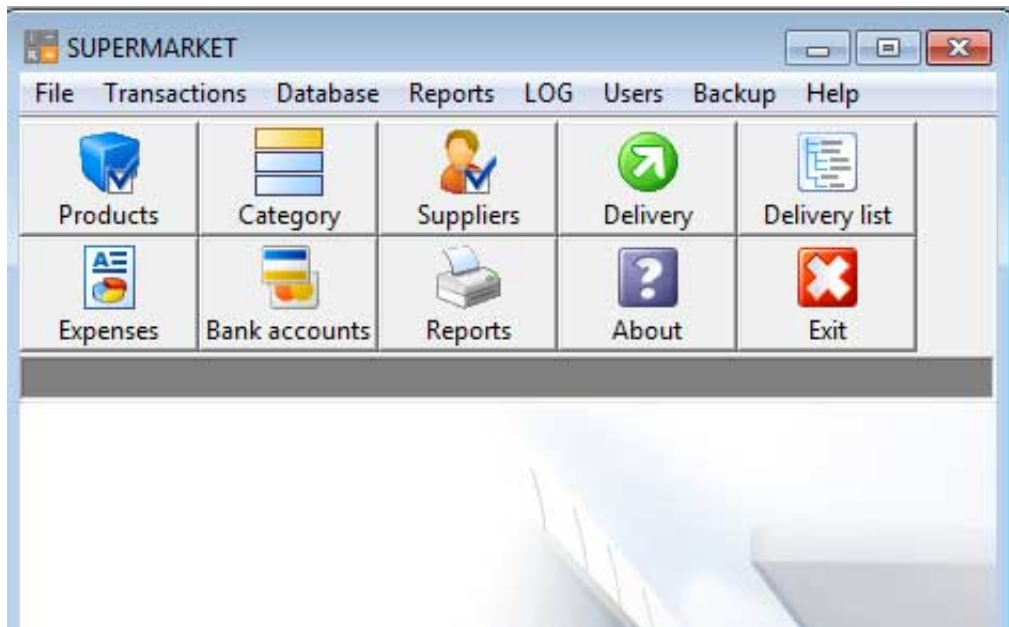 SUPERMARKET
File Transactions Database Reports LOG Users Backup Help
Products Category Suppliers Delivery Delivery list
Expenses Bank accounts Reports About Exit